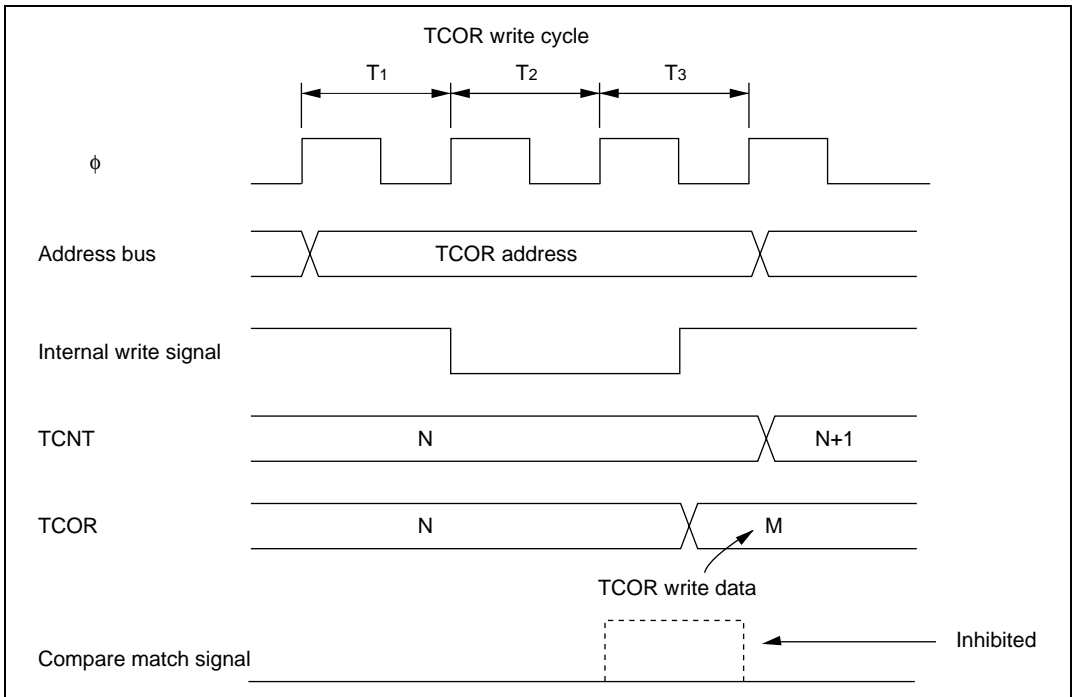 TCOR write cycle
T1 T2 T3
ϕ
Address bus TCOR address
Internal write signal
TCNT N N+1
TCOR N M
TCOR write data
Inhibited
Compare match signal